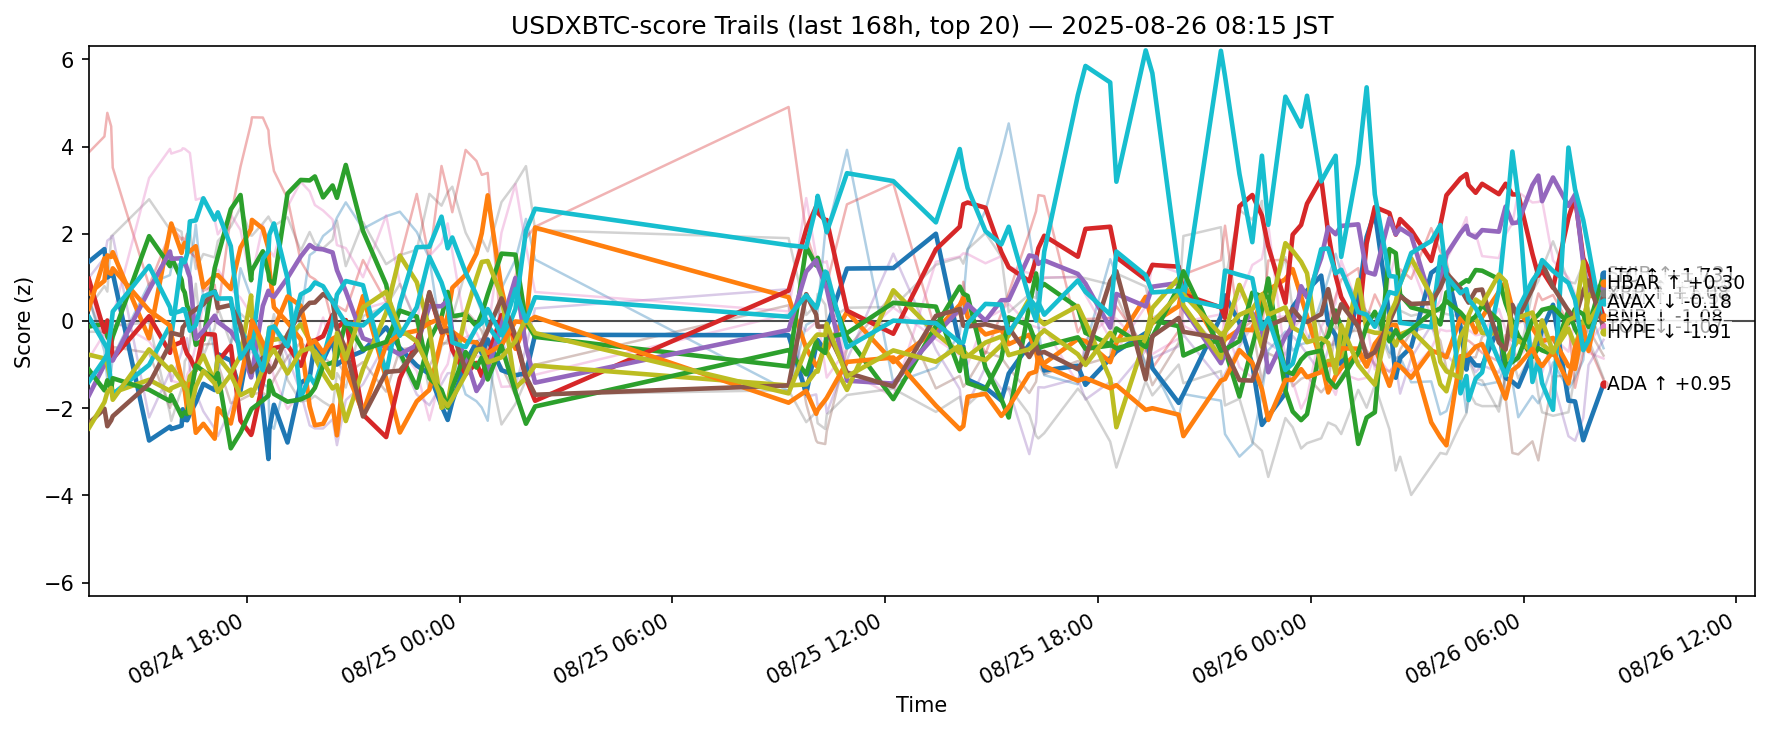 USDXBTC-score Trails (last 168h, top 20) — 2025-08-26 08:15 JST
Score (z)
6
4
2
0
−2
−4
−6
HBAR ↑ +0.30
AVAX ↓ -0.18
BNB ↓ -1.08
HYPE ↓ -1.91
ADA ↑ +0.95
08/24 18:00
08/25 00:00
08/25 06:00
08/25 12:00
08/25 18:00
08/26 00:00
08/26 06:00
08/26 12:00
Time